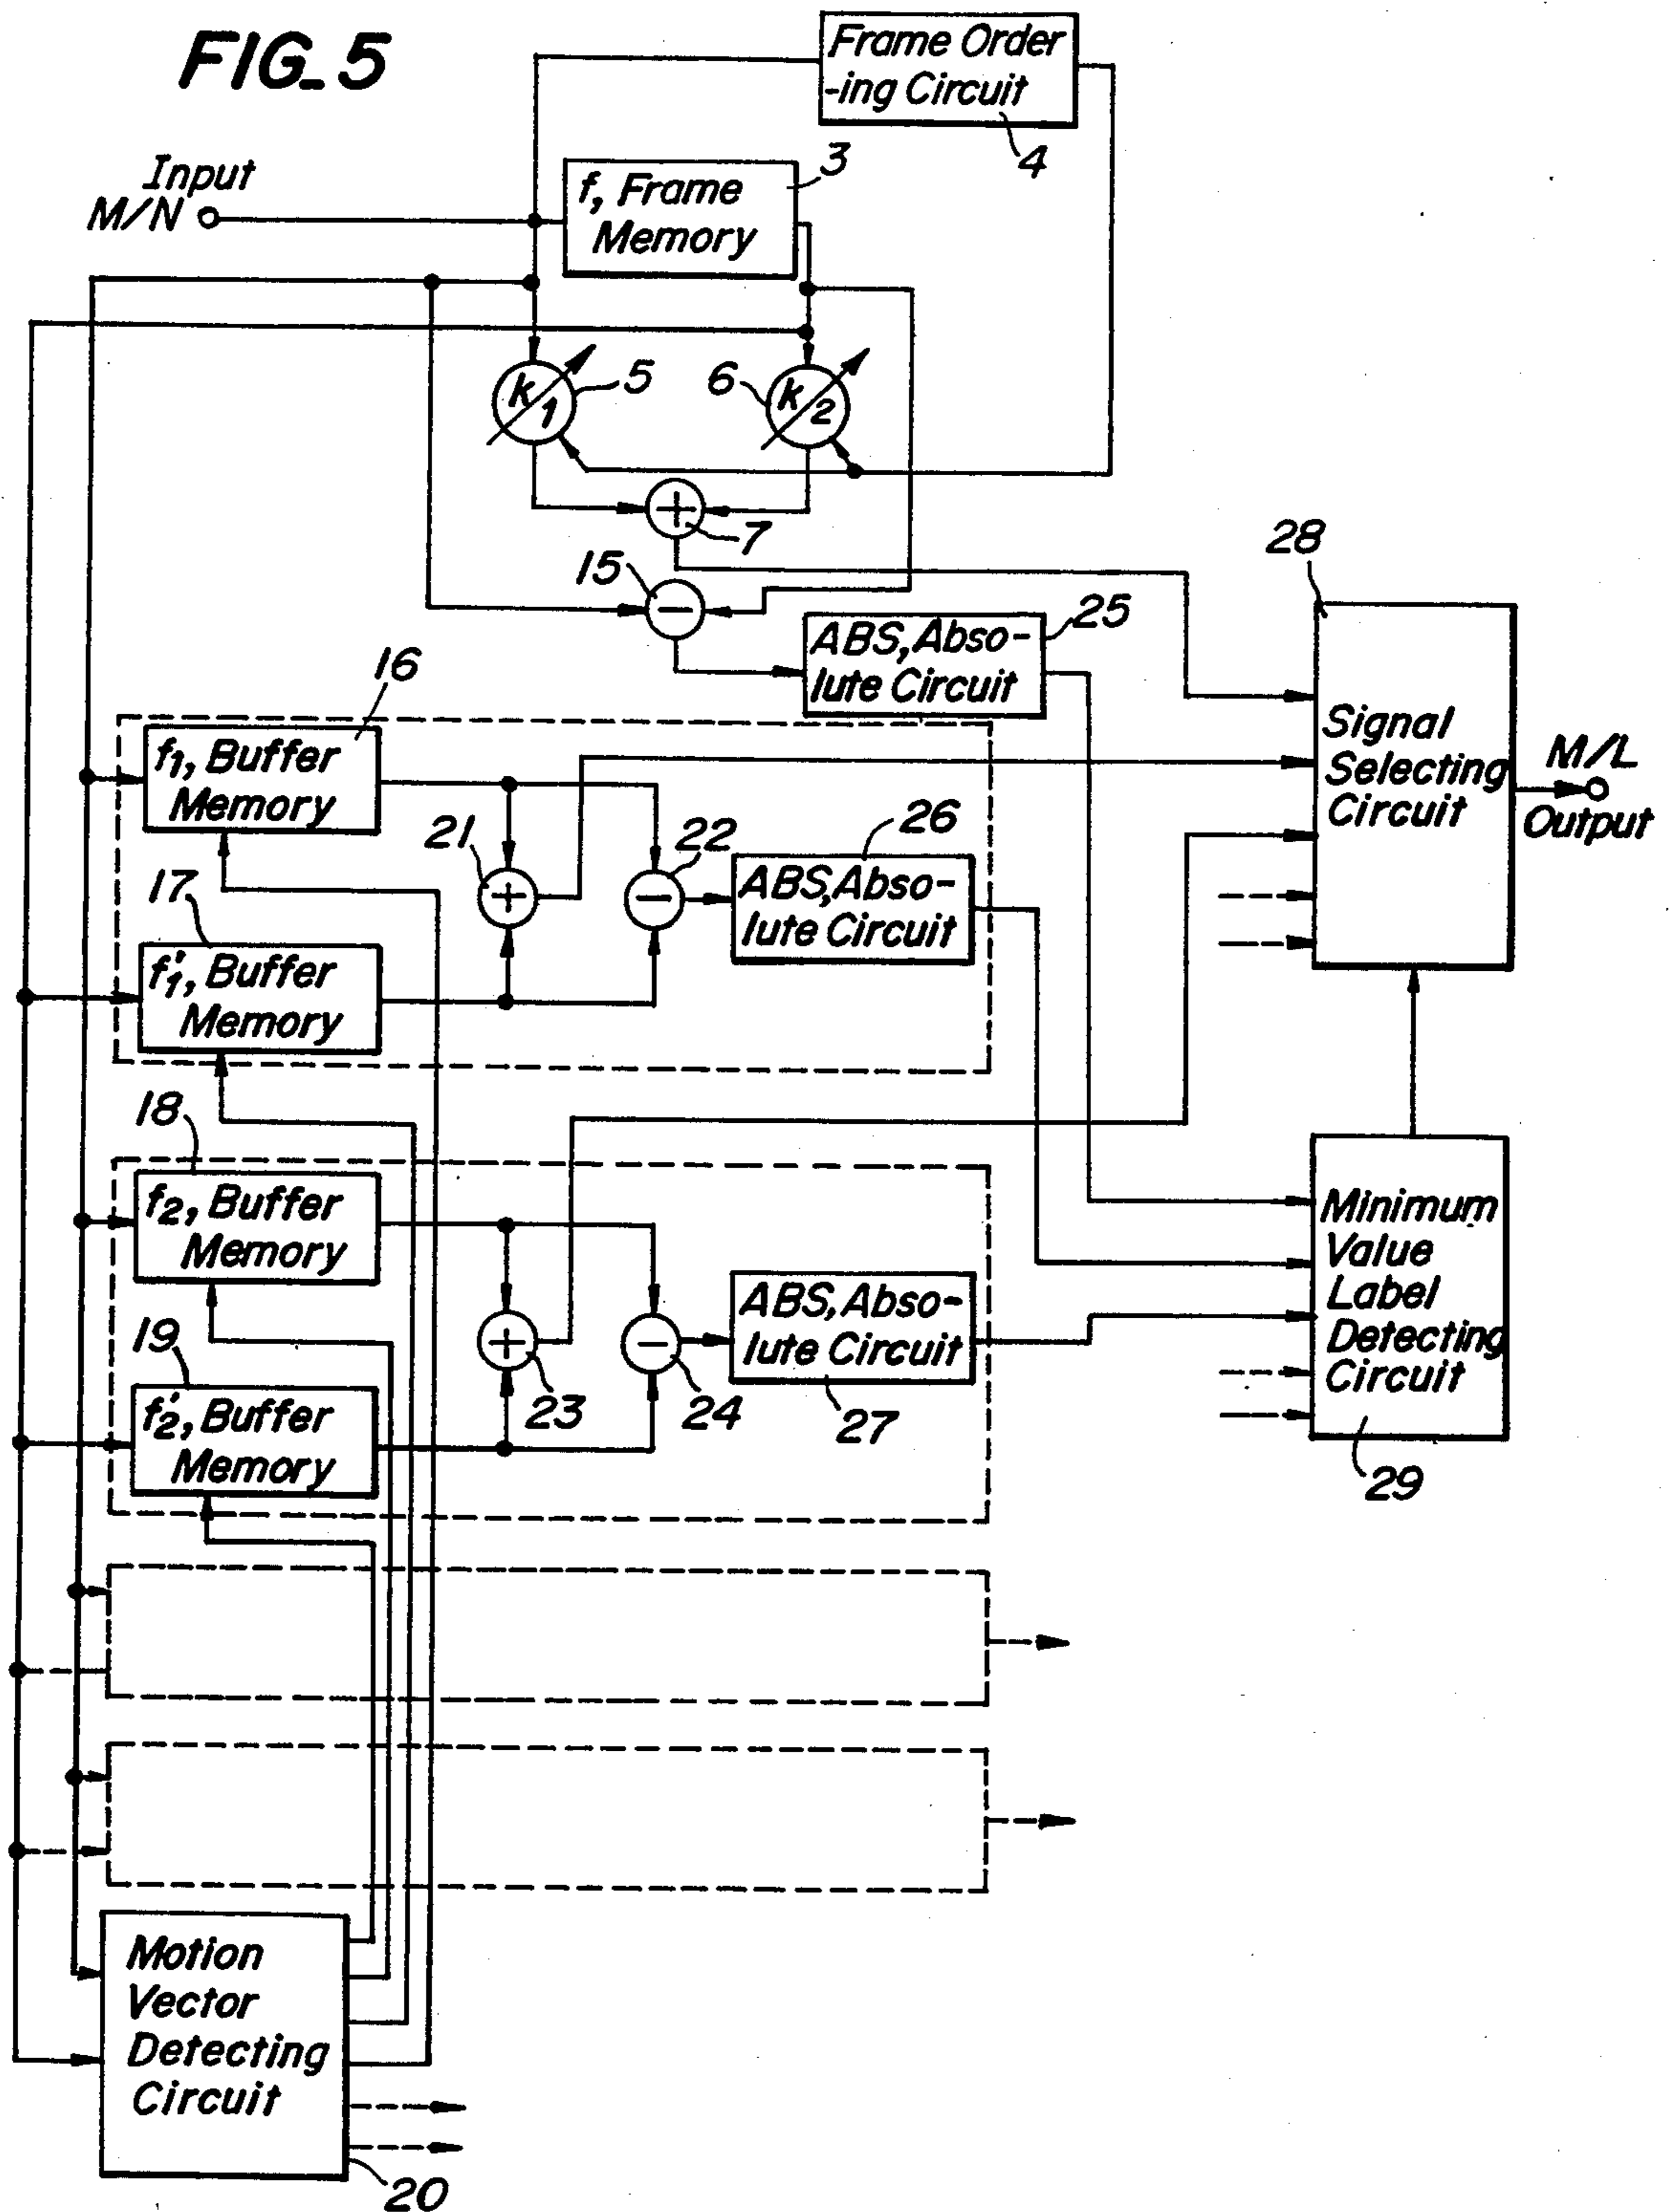 FIG_5
Frame Order
-ing Circuit
4
Input
M/N
f, Frame
Memory
3
k1
5
6
k2
7
15
ABS, Abso-
lute Circuit
25
28
Signal
Selecting
Circuit
M/L
Output
16
f1, Buffer
Memory
21
22
26
ABS, Abso-
lute Circuit
17
f'1, Buffer
Memory
18
f2, Buffer
Memory
23
24
ABS, Abso-
lute Circuit
27
19
f'2, Buffer
Memory
Minimum
Value
Label
Detecting
Circuit
29
Motion
Vector
Detecting
Circuit
20